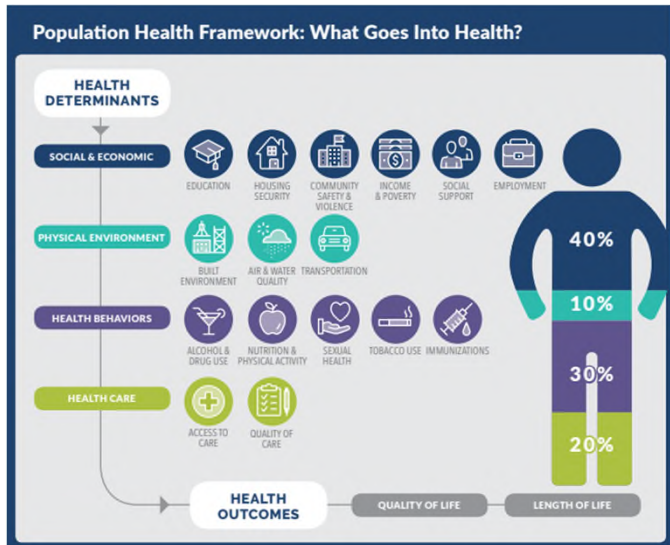 Population Health Framework: What Goes Into Health?
HEALTH
DETERMINANTS
SOCIAL & ECONOMIC
EDUCATION
HOUSING
SECURITY
COMMUNITY
SAFETY &
VIOLENCE
INCOME
& POVERTY
SOCIAL
SUPPORT
EMPLOYMENT
40%
PHYSICAL ENVIRONMENT
BUILT
ENVIRONMENT
AIR & WATER
QUALITY
TRANSPORTATION
10%
HEALTH BEHAVIORS
ALCOHOL &
DRUG USE
NUTRITION &
PHYSICAL ACTIVITY
SEXUAL
HEALTH
TOBACCO USE
IMMUNIZATIONS
30%
HEALTH CARE
ACCESS TO
CARE
QUALITY OF
CARE
20%
HEALTH
OUTCOMES
QUALITY OF LIFE
LENGTH OF LIFE